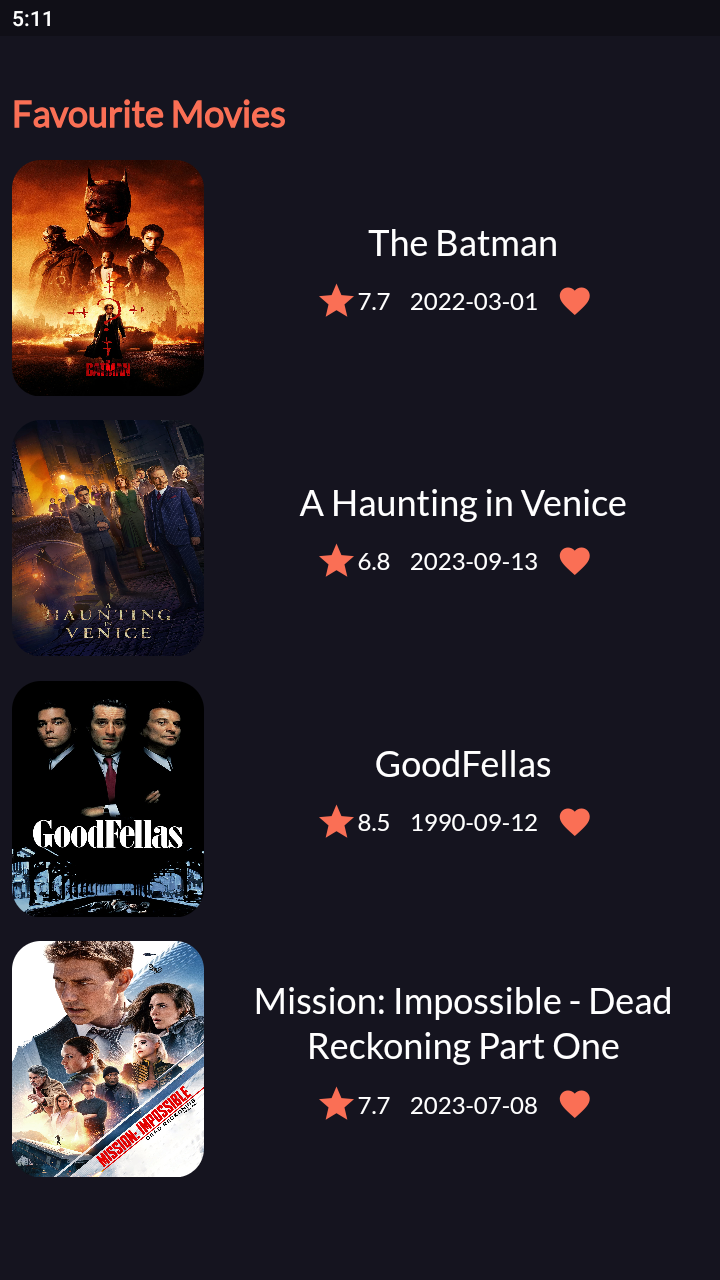 5:11
Favourite Movies
The Batman
7.7 2022-03-01
BATMAN
A Haunting in Venice
6.8 2023-09-13
A
HAUNTING
IN
VENICE
GoodFellas
8.5 1990-09-12
GoodFellas
Mission: Impossible - Dead
Reckoning Part One
7.7 2023-07-08
MISSION: IMPOSSIBLE
DEAD RECKONING